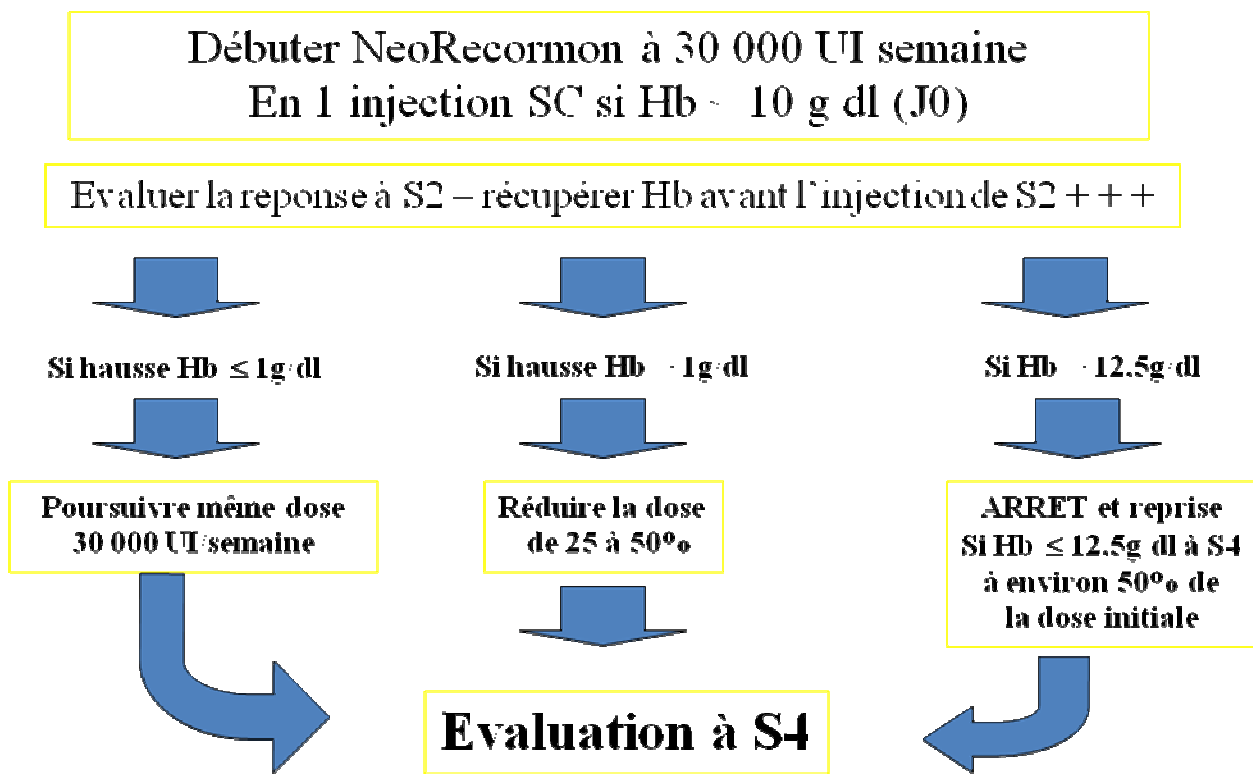 Débuter NeoRecormon à 30 000 UI semaine
En 1 injection SC si Hb 10 g dl (J0)
Evaluer la reponse à S2 – récupérer Hb avant l'injection de S2 + + +
Si hausse Hb ≤ 1g/dl
Si hausse Hb 1g/dl
Si Hb 12.5g/dl
Poursuivre même dose
30 000 UI/semaine
Réduire la dose
de 25 à 50%
ARRET et reprise
Si Hb ≤ 12.5g dl à S4
à environ 50% de
la dose initiale
Evaluation à S4